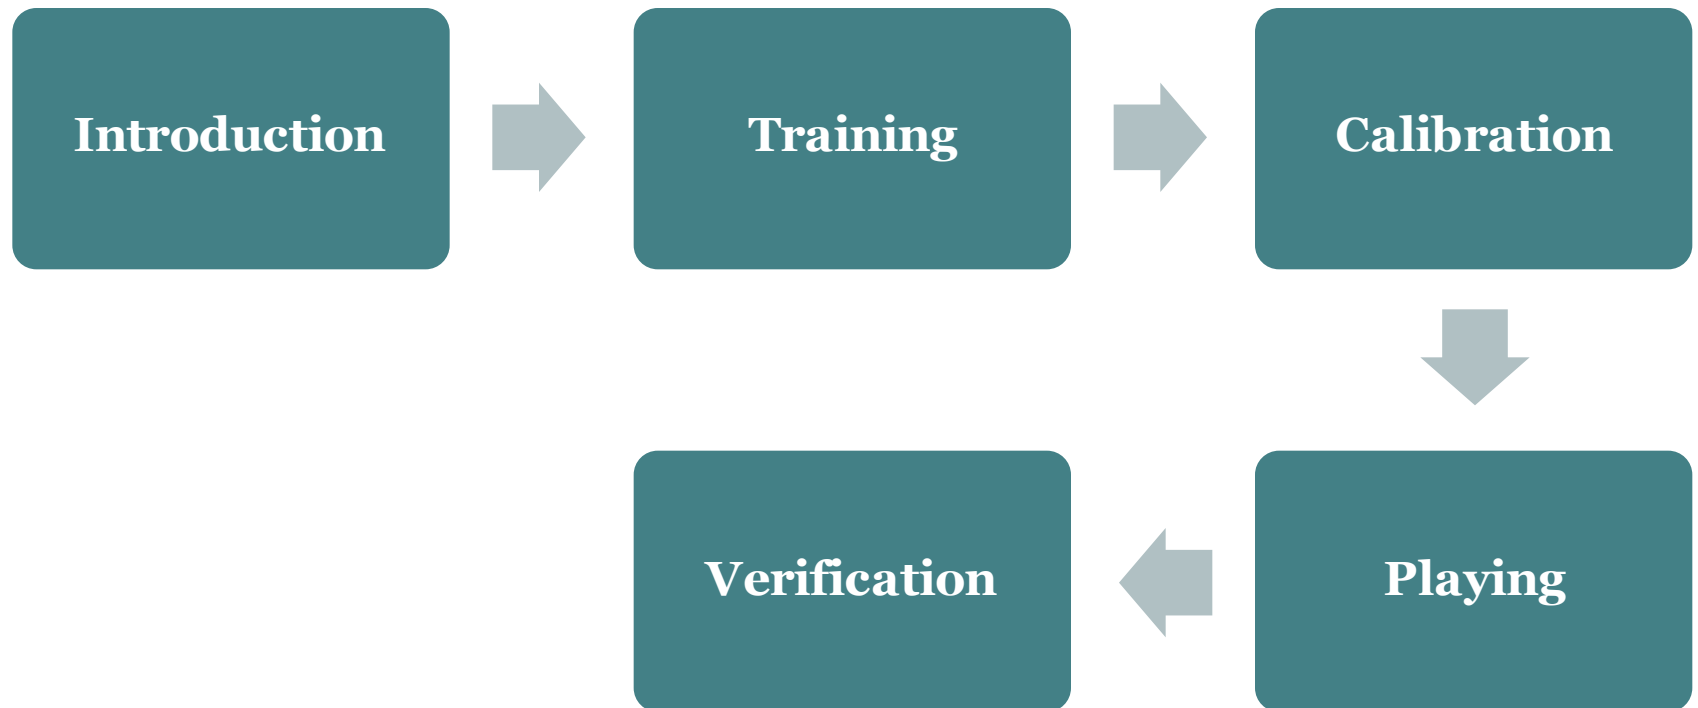 Introduction
Training
Calibration
Playing
Verification